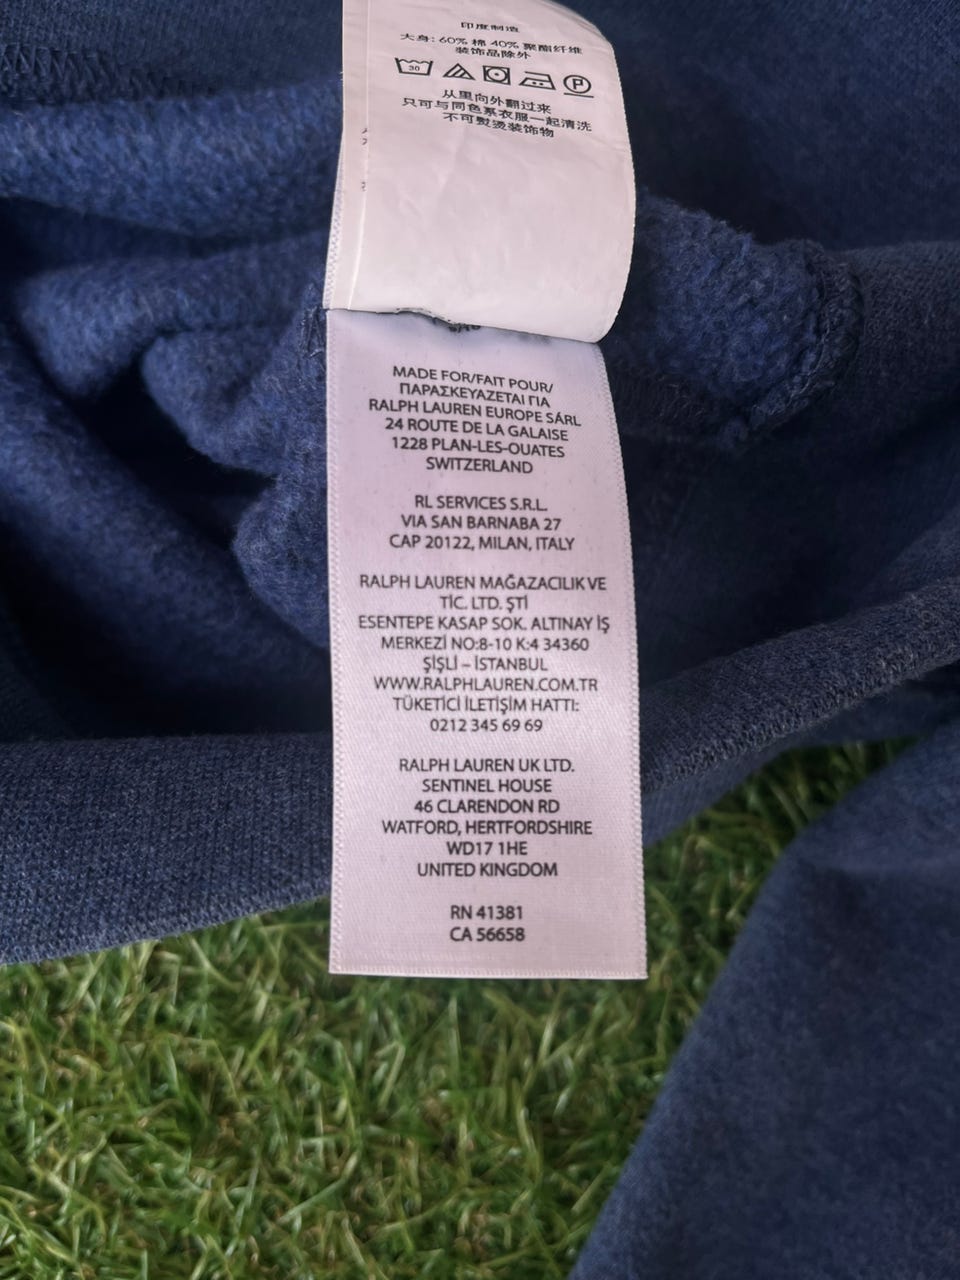 印度制造
大身: 60% 棉 40% 聚酯纤维
装饰品除外
30 P
从里向外翻过来
只可与同色系衣服一起清洗
不可熨烫装饰物
MADE FOR/FAIT POUR/
ΠΑΡΑΣΚΕΥΑΖΕΤΑΙ ΓΙΑ
RALPH LAUREN EUROPE SÁRL
24 ROUTE DE LA GALAISE
1228 PLAN-LES-OUATES
SWITZERLAND
RL SERVICES S.R.L.
VIA SAN BARNABA 27
CAP 20122, MILAN, ITALY
RALPH LAUREN MAĞAZACILIK VE
TİC. LTD. ŞTİ
ESENTEPE KASAP SOK. ALTINAY İŞ
MERKEZİ NO:8-10 K:4 34360
ŞİŞLİ – İSTANBUL
WWW.RALPHLAUREN.COM.TR
TÜKETİCİ İLETİŞİM HATTI:
0212 345 69 69
RALPH LAUREN UK LTD.
SENTINEL HOUSE
46 CLARENDON RD
WATFORD, HERTFORDSHIRE
WD17 1HE
UNITED KINGDOM
RN 41381
CA 56658